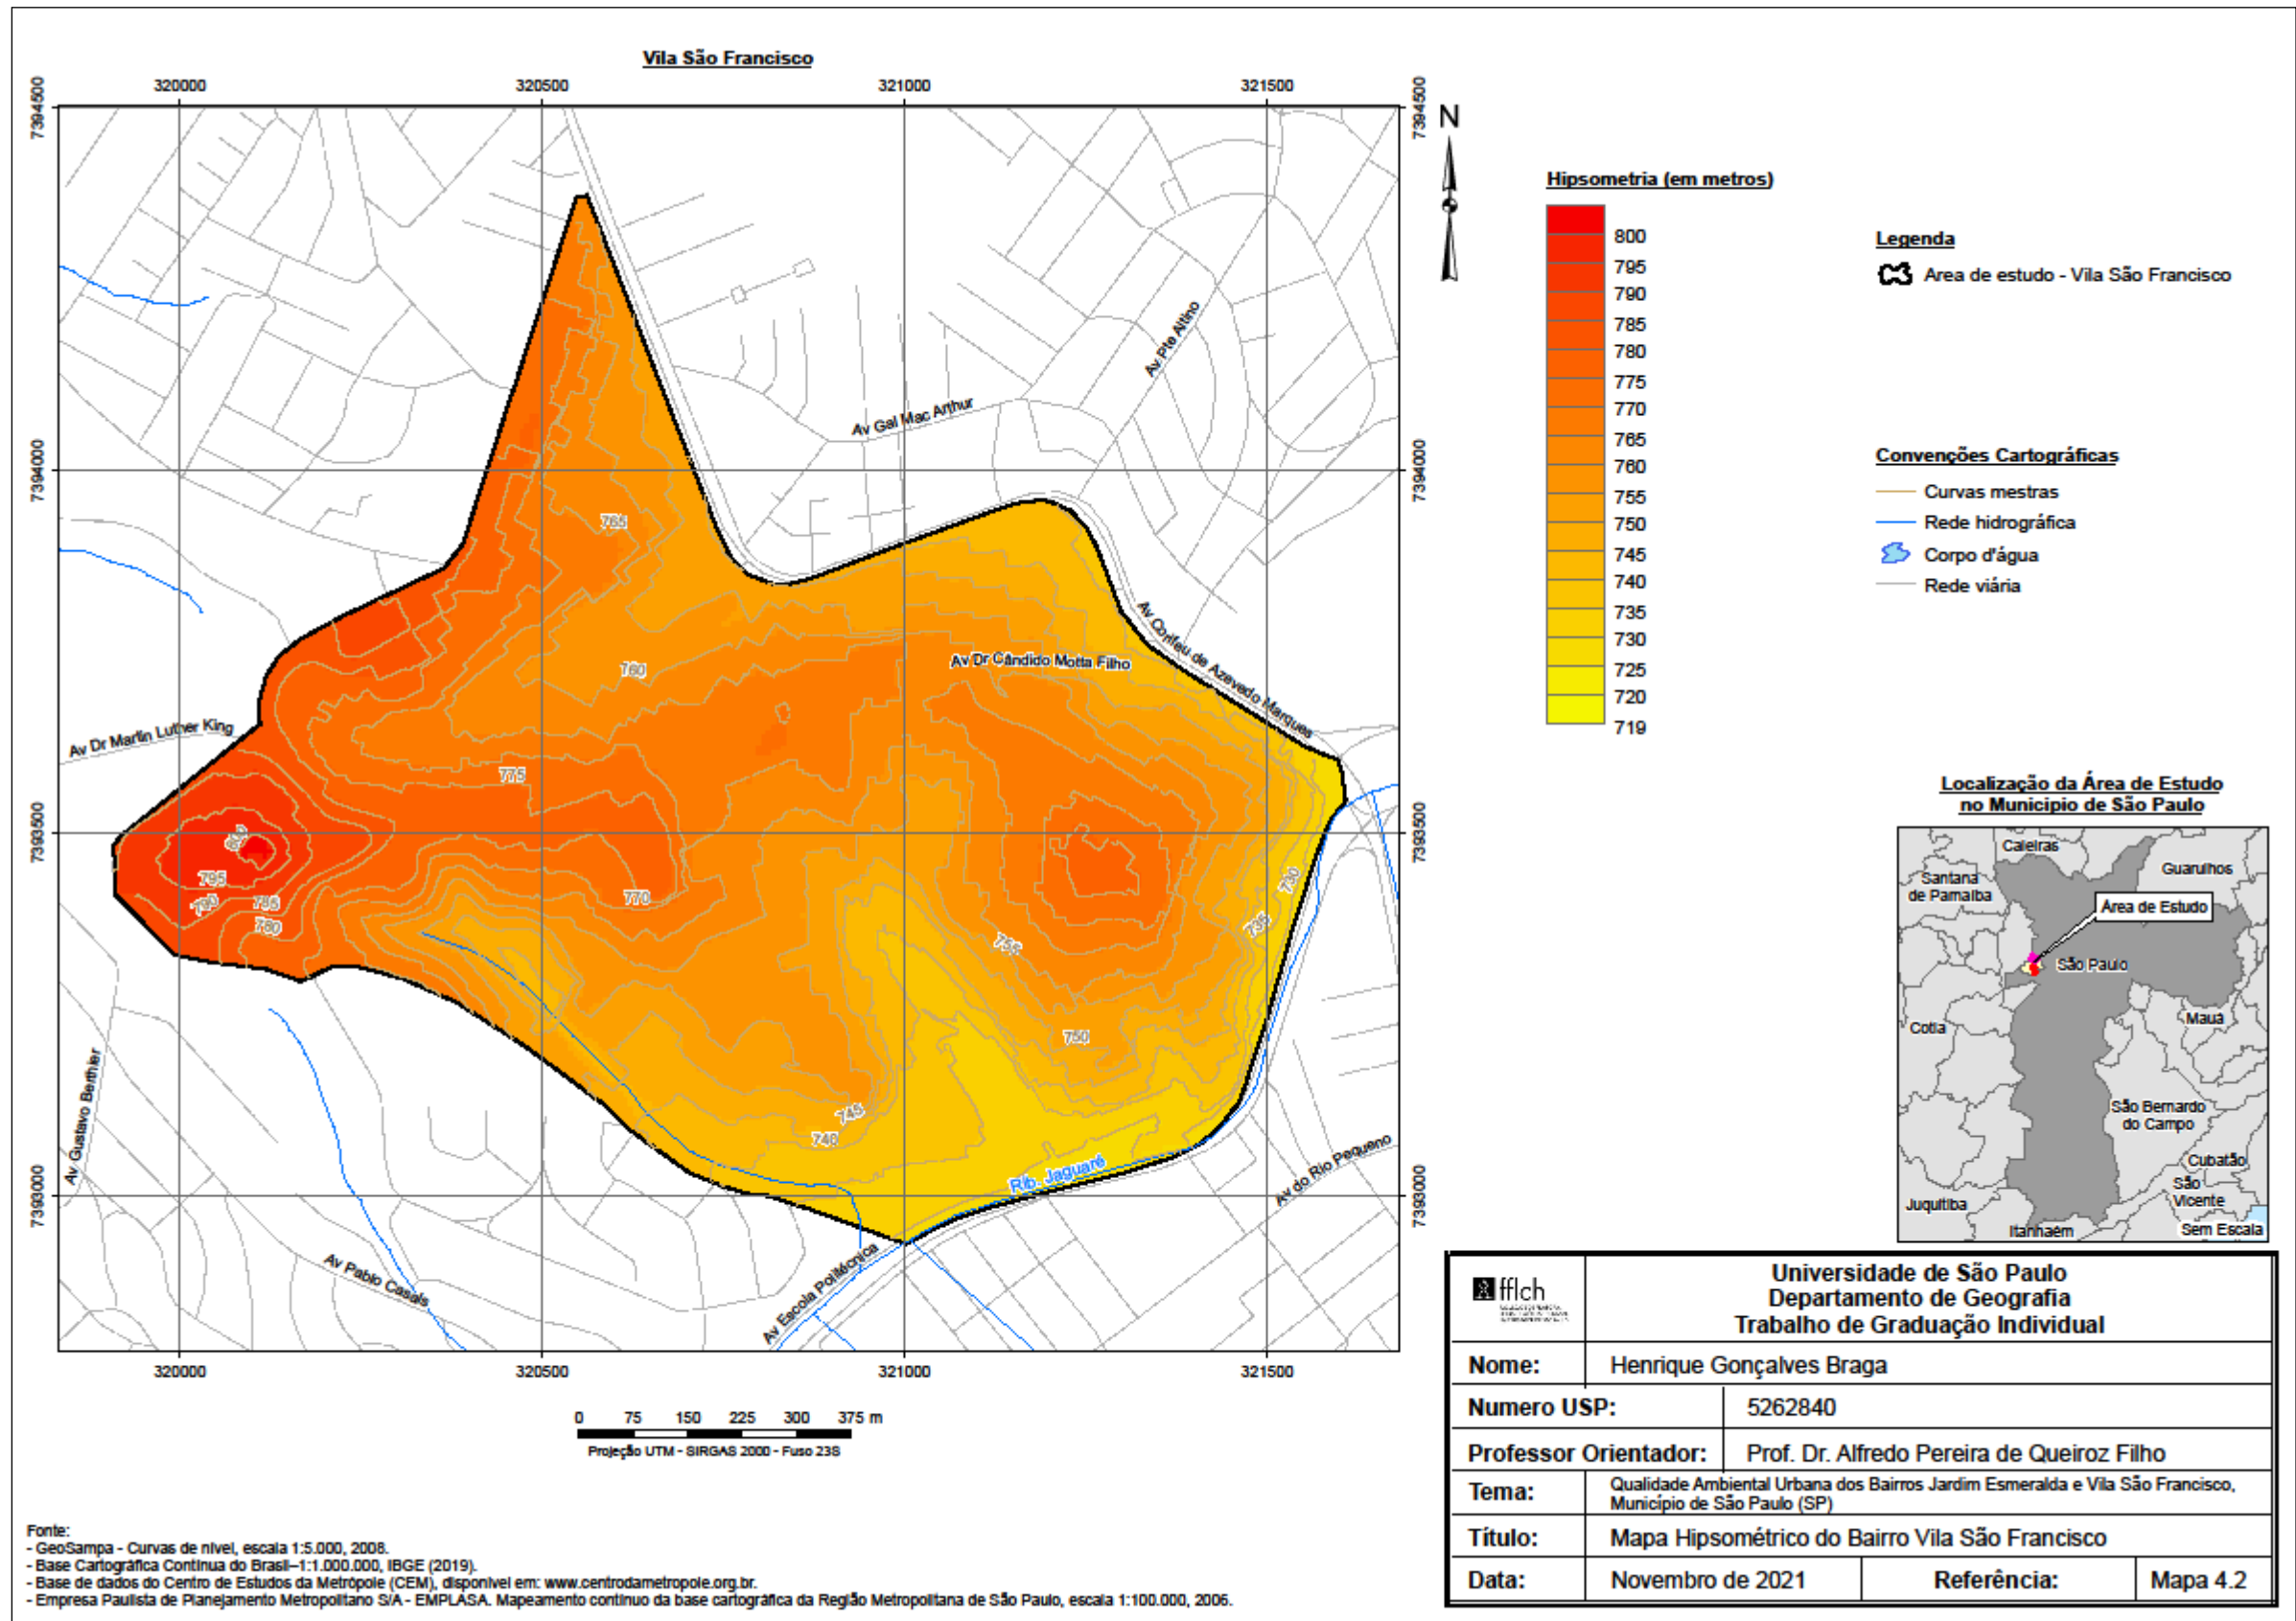 Vila São Francisco
320000 320500 321000 321500
7394500 7394500
7394000 7394000
7393500 7393500
7393000 7393000
320000 320500 321000 321500
N
Av Pte Altino
Av Gal Mac Arthur
Av Corifeu de Azevedo Marques
Av Dr Cândido Motta Filho
Av Dr Martin Luther King
Av Gustavo Berthier
Av Pablo Casals
Av Escola Politécnica
Av do Rio Pequeno
Rib. Jaguaré
765
760
775
800
795
790
785
780
770
755
750
745
740
735
730
0 75 150 225 300 375 m
Projeção UTM - SIRGAS 2000 - Fuso 23S
Hipsometria (em metros)
800
795
790
785
780
775
770
765
760
755
750
745
740
735
730
725
720
719
Legenda
Area de estudo - Vila São Francisco
Convenções Cartográficas
Curvas mestras
Rede hidrográfica
Corpo d'água
Rede viária
Localização da Área de Estudo
no Município de São Paulo
Caieiras
Guarulhos
Santana
de Parnaíba
Área de Estudo
São Paulo
Cotia
Mauá
São Bernardo
do Campo
Cubatão
São
Vicente
Juquitiba
Itanhaém
Sem Escala
fflch
Universidade de São Paulo
Departamento de Geografia
Trabalho de Graduação Individual
Nome: Henrique Gonçalves Braga
Numero USP: 5262840
Professor Orientador: Prof. Dr. Alfredo Pereira de Queiroz Filho
Tema: Qualidade Ambiental Urbana dos Bairros Jardim Esmeralda e Vila São Francisco,
Município de São Paulo (SP)
Título: Mapa Hipsométrico do Bairro Vila São Francisco
Data: Novembro de 2021 Referência: Mapa 4.2
Fonte:
- GeoSampa - Curvas de nível, escala 1:5.000, 2008.
- Base Cartográfica Contínua do Brasil–1:1.000.000, IBGE (2019).
- Base de dados do Centro de Estudos da Metrópole (CEM), disponível em: www.centrodametropole.org.br.
- Empresa Paulista de Planejamento Metropolitano S/A - EMPLASA. Mapeamento contínuo da base cartográfica da Região Metropolitana de São Paulo, escala 1:100.000, 2006.